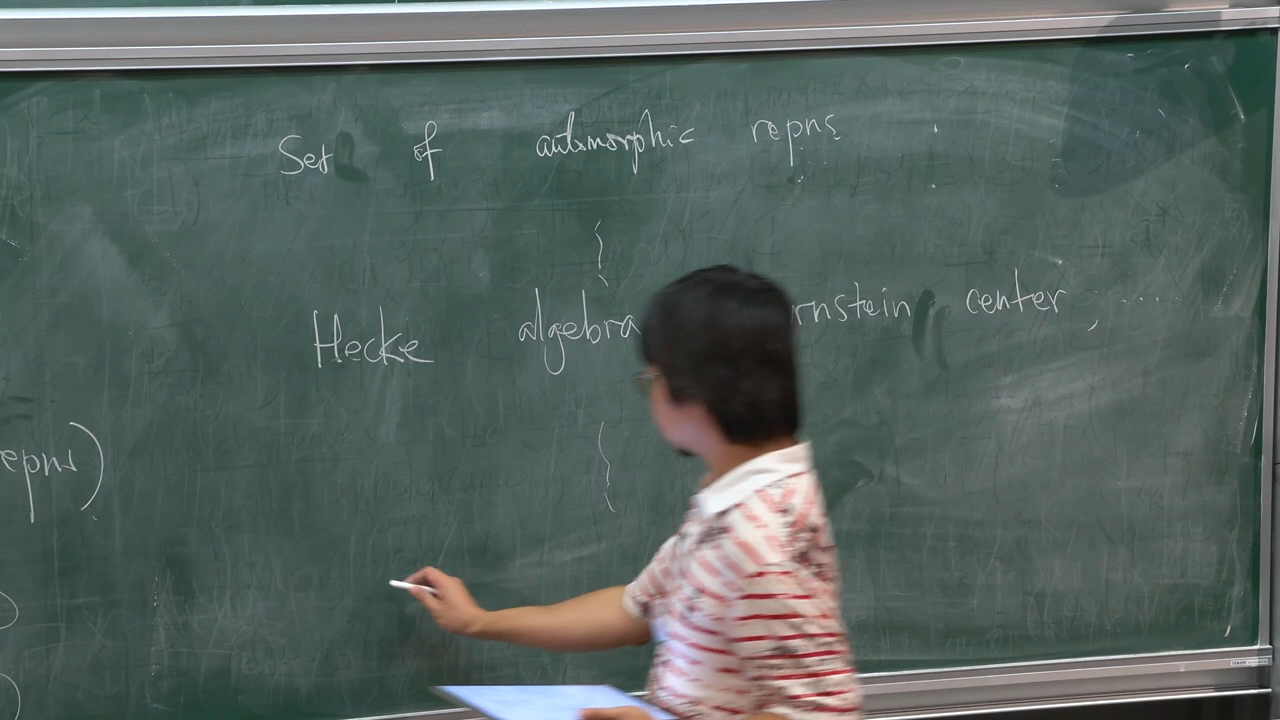 Set of automorphic repns
Hecke algebra rnstein center, ....
epns)